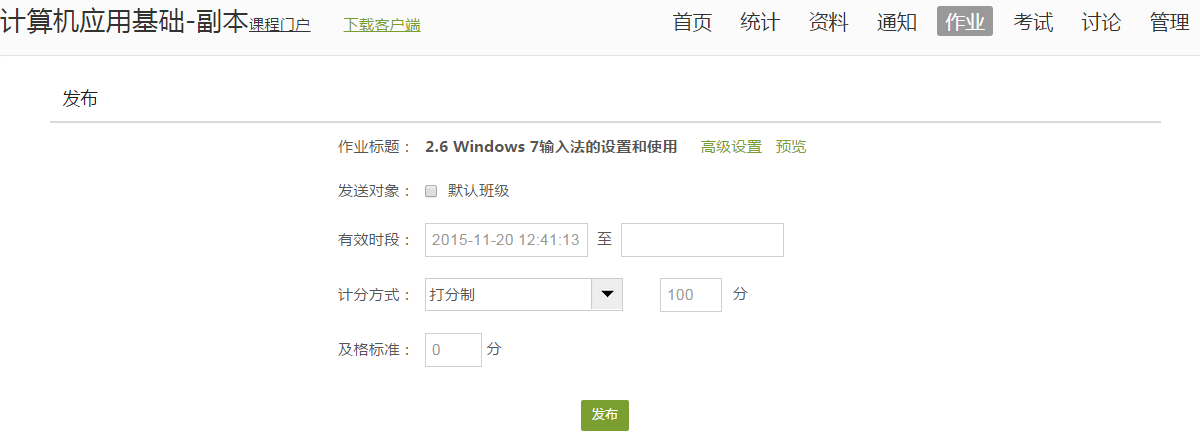 计算机应用基础-副本课程门户 下载客户端 首页 统计 资料 通知 作业 考试 讨论 管理
发布
作业标题： 2.6 Windows 7输入法的设置和使用 高级设置 预览
发送对象： 默认班级
有效时段： 2015-11-20 12:41:13 至
计分方式： 打分制 100 分
及格标准： 0 分
发布